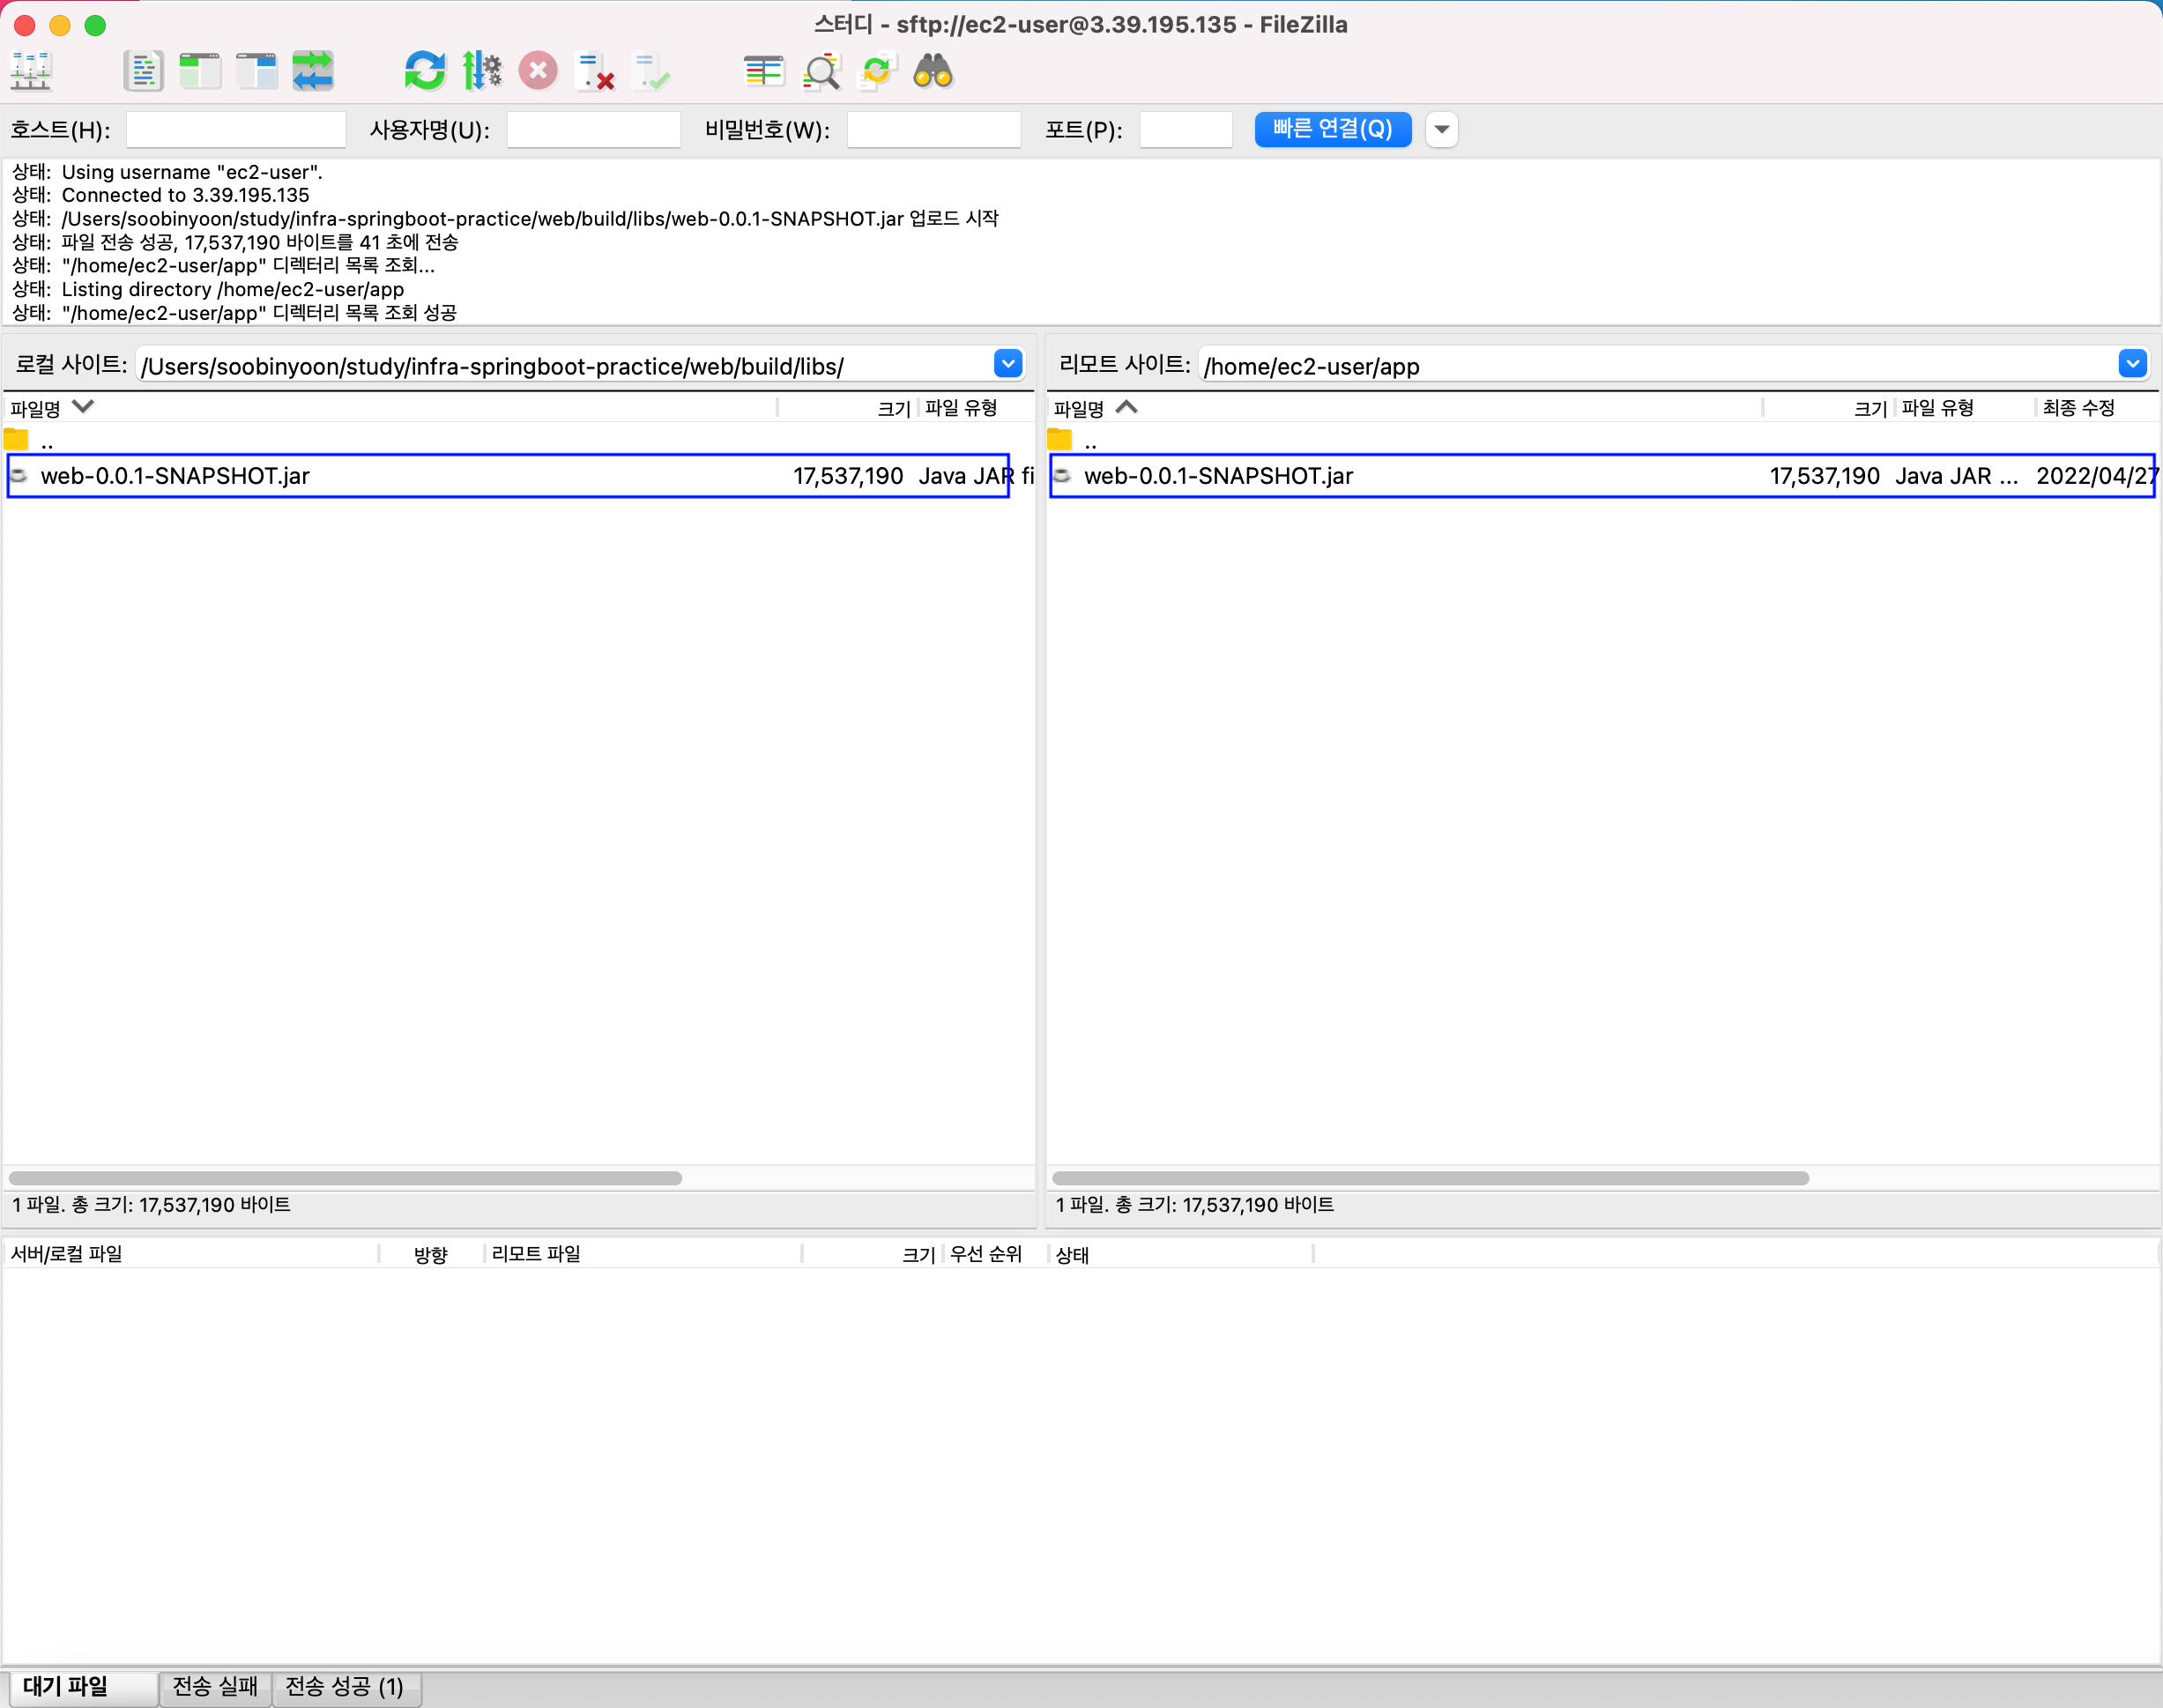 스터디 - sftp://ec2-user@3.39.195.135 - FileZilla
호스트(H): 사용자명(U): 비밀번호(W): 포트(P): 빠른 연결(Q)
상태: Using username "ec2-user".
상태: Connected to 3.39.195.135
상태: /Users/soobinyoon/study/infra-springboot-practice/web/build/libs/web-0.0.1-SNAPSHOT.jar 업로드 시작
상태: 파일 전송 성공, 17,537,190 바이트를 41 초에 전송
상태: "/home/ec2-user/app" 디렉터리 목록 조회...
상태: Listing directory /home/ec2-user/app
상태: "/home/ec2-user/app" 디렉터리 목록 조회 성공
로컬 사이트: /Users/soobinyoon/study/infra-springboot-practice/web/build/libs/
파일명 크기 파일 유형
..
web-0.0.1-SNAPSHOT.jar 17,537,190 Java JAR fi
1 파일. 총 크기: 17,537,190 바이트
리모트 사이트: /home/ec2-user/app
파일명 크기 파일 유형 최종 수정
..
web-0.0.1-SNAPSHOT.jar 17,537,190 Java JAR ... 2022/04/27
1 파일. 총 크기: 17,537,190 바이트
서버/로컬 파일 방향 리모트 파일 크기 우선 순위 상태
대기 파일 전송 실패 전송 성공 (1)